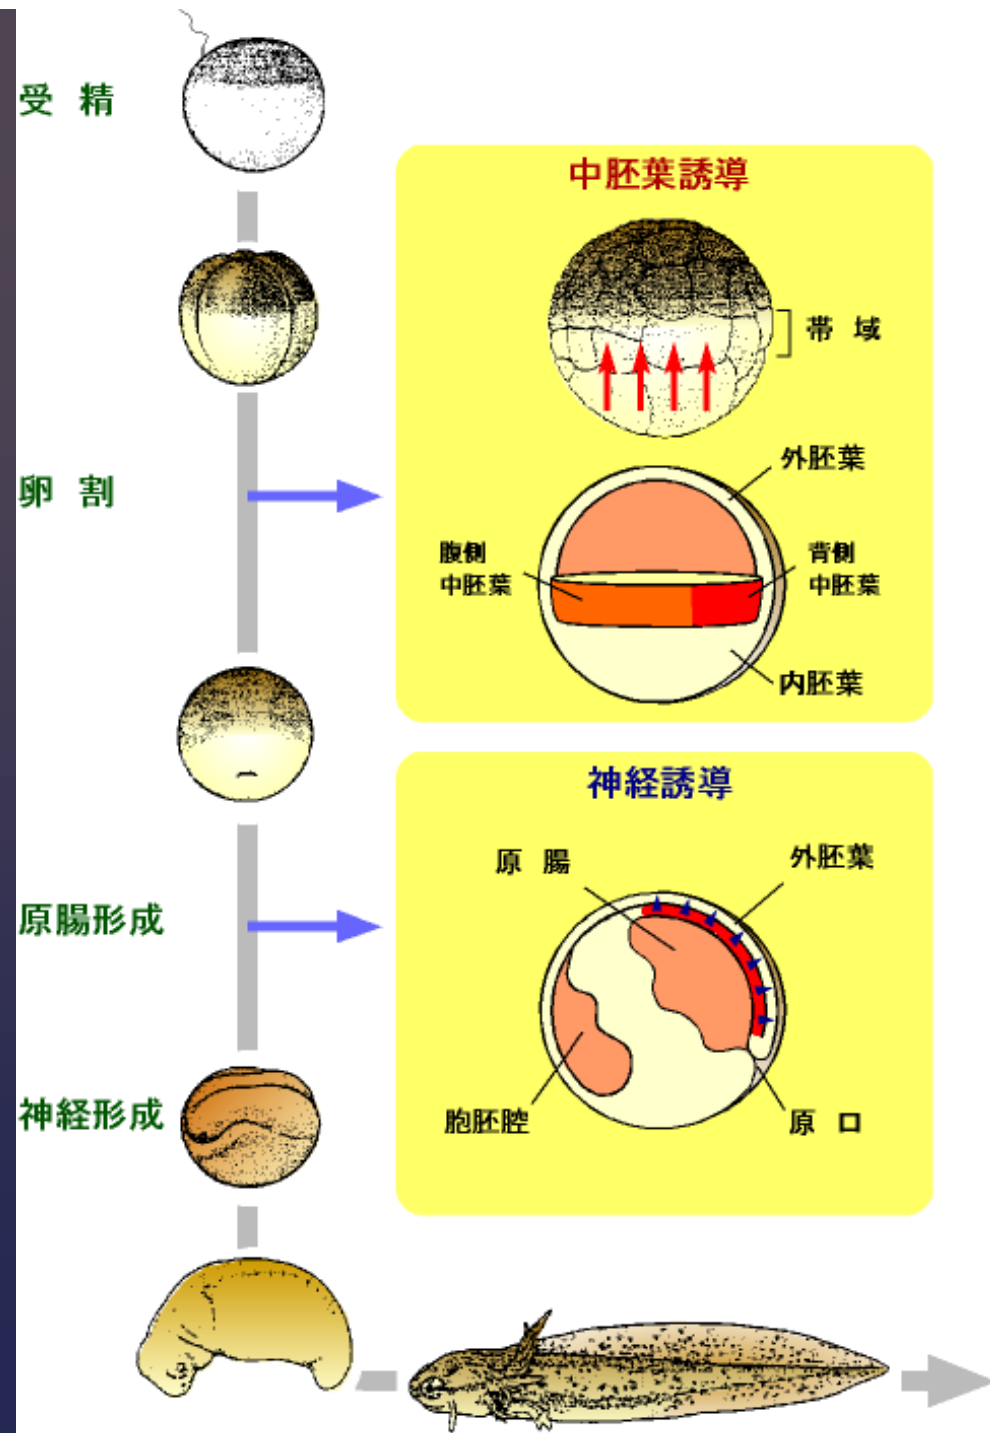 受 精
中胚葉誘導
帯 域
外胚葉
卵 割
腹側
中胚葉
背側
中胚葉
内胚葉
神経誘導
原 腸
外胚葉
原腸形成
神経形成
胞胚腔
原 口